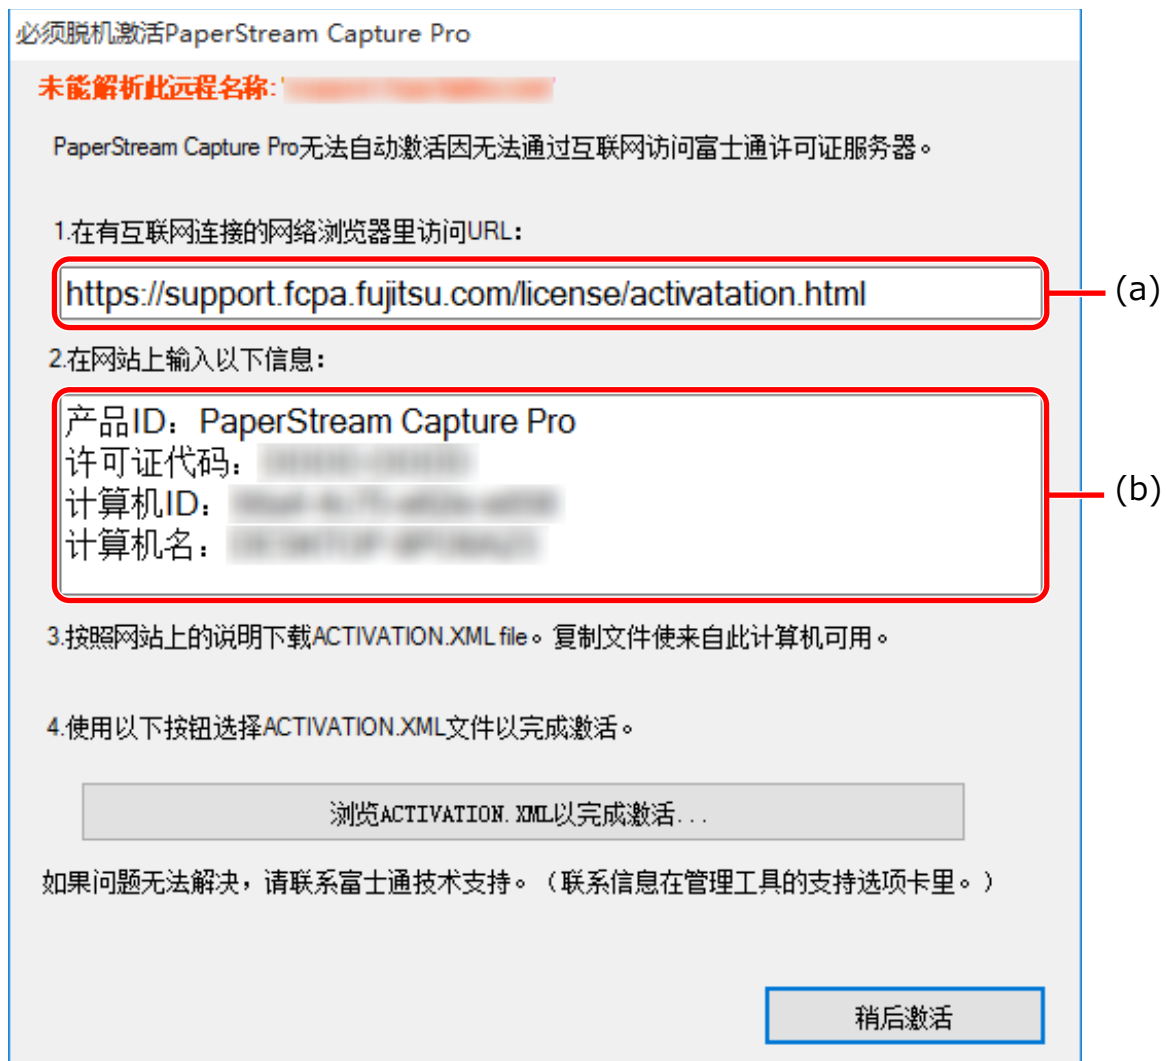 必须脱机激活PaperStream Capture Pro
未能解析此远程名称:
PaperStream Capture Pro无法自动激活因无法通过互联网访问富士通许可证服务器。
1.在有互联网连接的网络浏览器里访问URL：
https://support.fcpa.fujitsu.com/license/activatation.html
(a)
2.在网站上输入以下信息：
产品ID：PaperStream Capture Pro
许可证代码：
计算机ID：
计算机名：
(b)
3.按照网站上的说明下载ACTIVATION.XML file。复制文件使来自此计算机可用。
4.使用以下按钮选择ACTIVATION.XML文件以完成激活。
浏览ACTIVATION.XML以完成激活...
如果问题无法解决，请联系富士通技术支持。（联系信息在管理工具的支持选项卡里。）
稍后激活